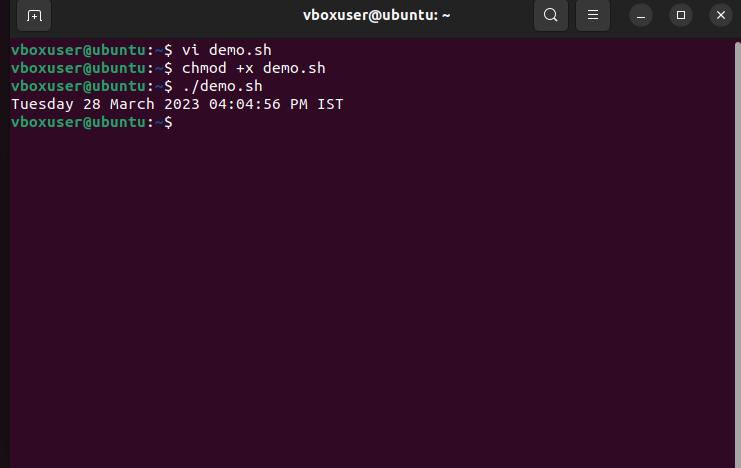 vboxuser@ubuntu: ~
vboxuser@ubuntu:~$ vi demo.sh
vboxuser@ubuntu:~$ chmod +x demo.sh
vboxuser@ubuntu:~$ ./demo.sh
Tuesday 28 March 2023 04:04:56 PM IST
vboxuser@ubuntu:~$